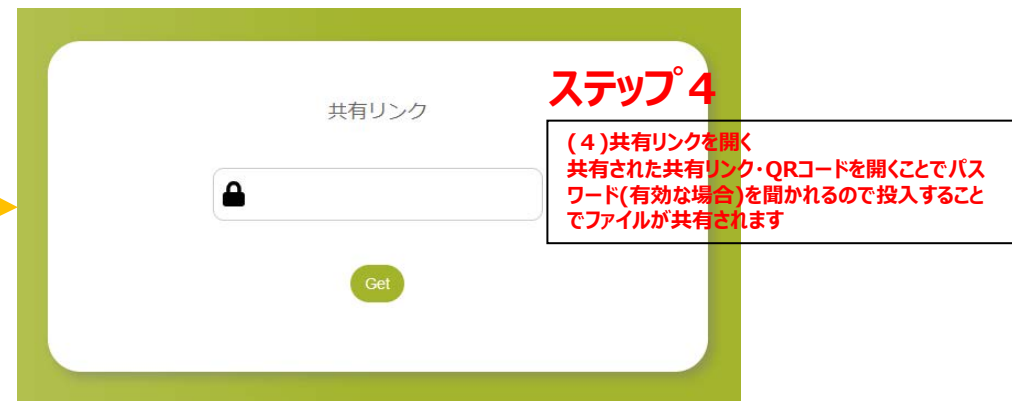 ステップ４
共有リンク
(４)共有リンクを開く
共有された共有リンク・QRコードを開くことでパス
ワード(有効な場合)を聞かれるので投入すること
でファイルが共有されます
Get